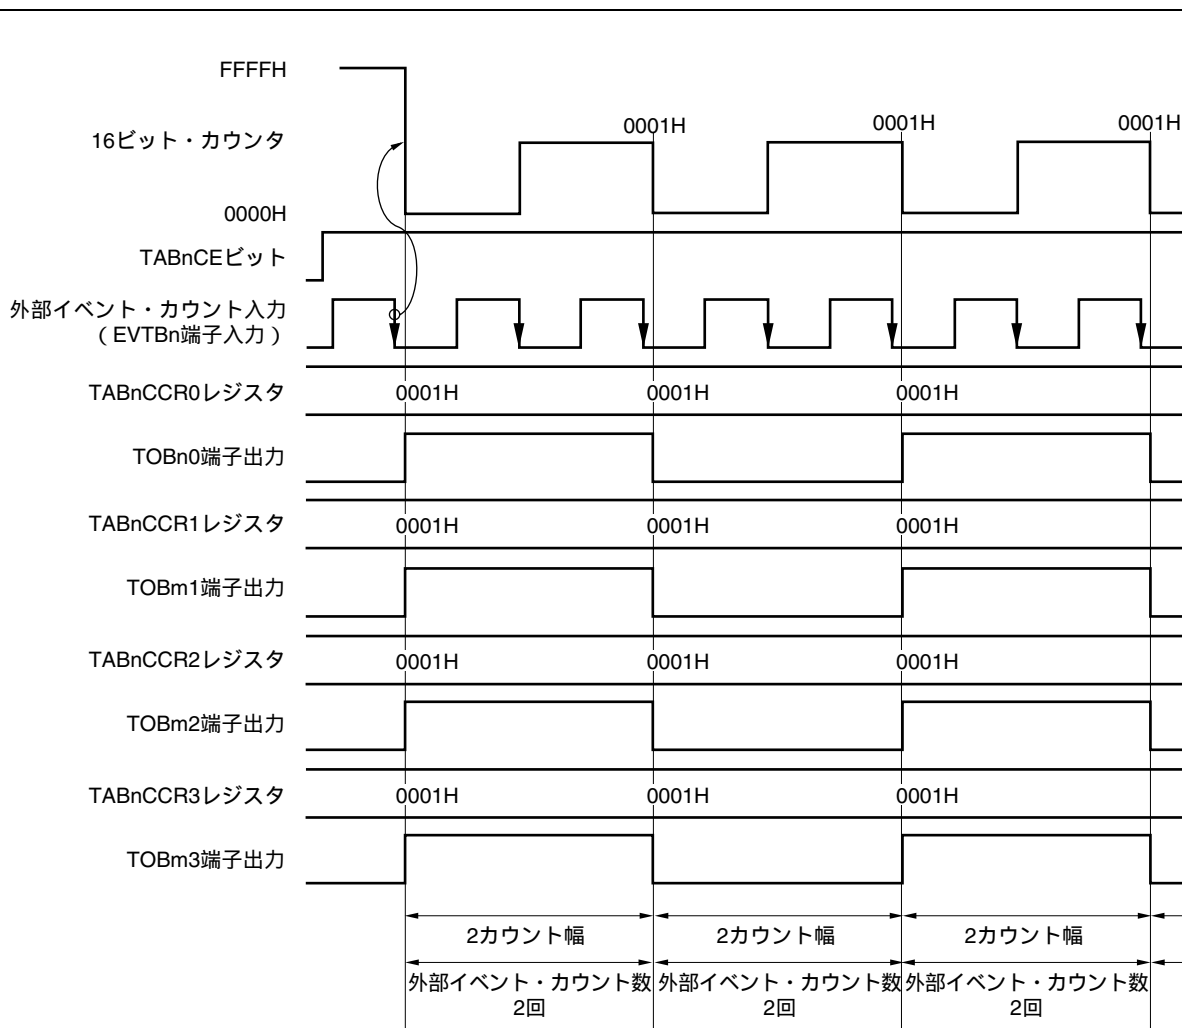 FFFFH
0001H 0001H 0001H
16ビット・カウンタ
0000H
TABnCEビット
外部イベント・カウント入力
(EVTBn端子入力)
TABnCCR0レジスタ 0001H 0001H 0001H
TOBn0端子出力
TABnCCR1レジスタ 0001H 0001H 0001H
TOBm1端子出力
TABnCCR2レジスタ 0001H 0001H 0001H
TOBm2端子出力
TABnCCR3レジスタ 0001H 0001H 0001H
TOBm3端子出力
2カウント幅 2カウント幅 2カウント幅
外部イベント・カウント数 外部イベント・カウント数 外部イベント・カウント数
2回 2回 2回